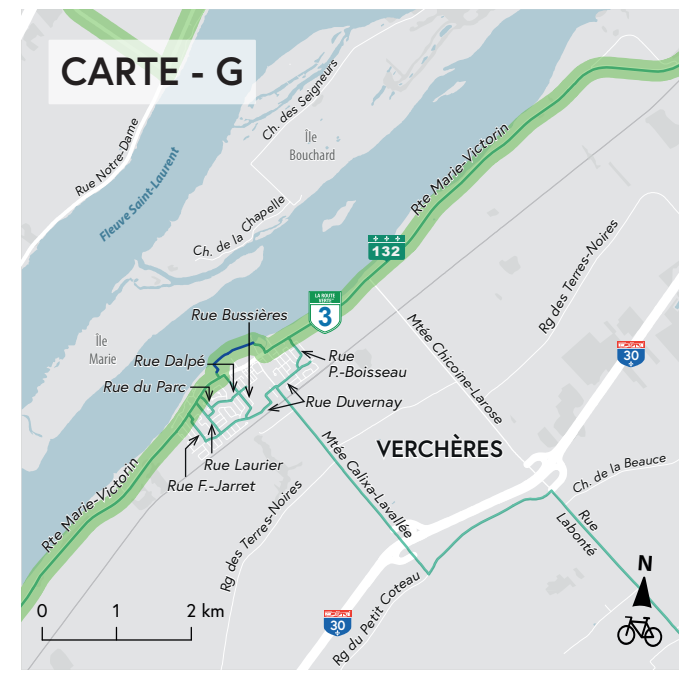 CARTE - G
Ch. des Seigneurs
Île
Bouchard
Rue Notre-Dame
Fleuve Saint-Laurent
Rte Marie-Victorin
Ch. de la Chapelle
132
Rg des Terres-Noires
LA ROUTE
VERTE
3
Rue Bussières
Mtée Chicoine-Larose
Île
Marie
Rue Dalpé
Rue
P.-Boisseau
30
Rue du Parc
Rue Duvernay
VERCHÈRES
Rue Laurier
Rue F.-Jarret
Mtée Calixa-Lavallée
Ch. de la Beauce
Rte Marie-Victorin
Rg des Terres-Noires
Rue
Labonté
N
0 1 2 km
30
Rg du Petit Coteau